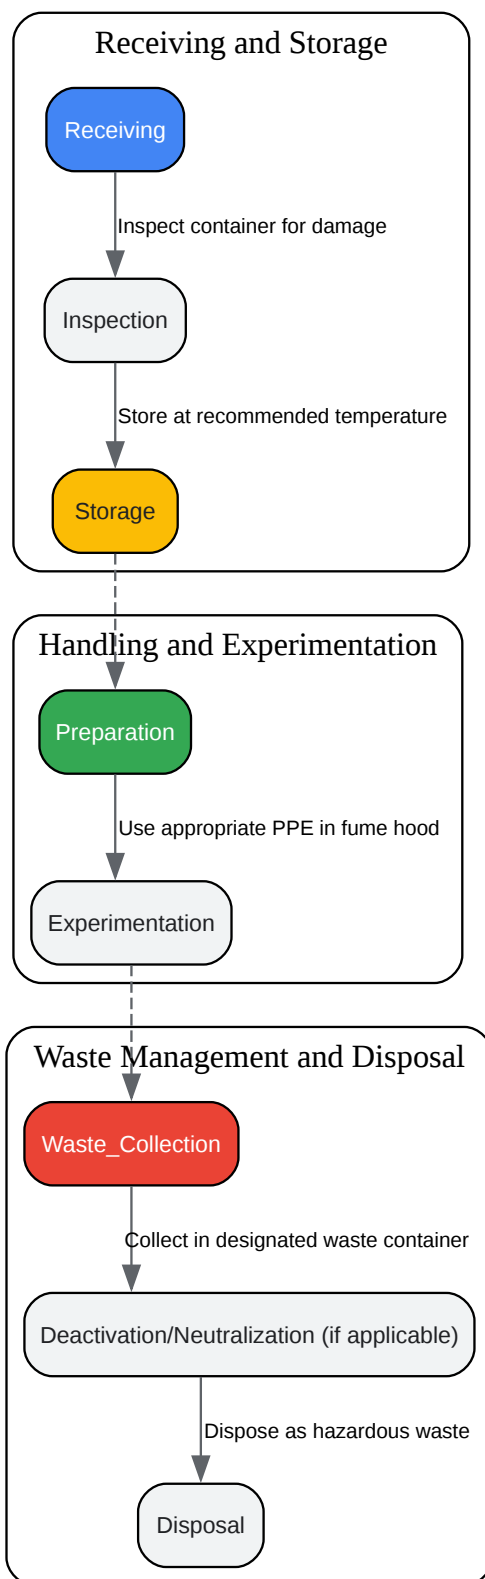 Receiving and Storage
Receiving
Inspect container for damage
Inspection
Store at recommended temperature
Storage
Handling and Experimentation
Preparation
Use appropriate PPE in fume hood
Experimentation
Waste Management and Disposal
Waste_Collection
Collect in designated waste container
Deactivation/Neutralization (if applicable)
Dispose as hazardous waste
Disposal